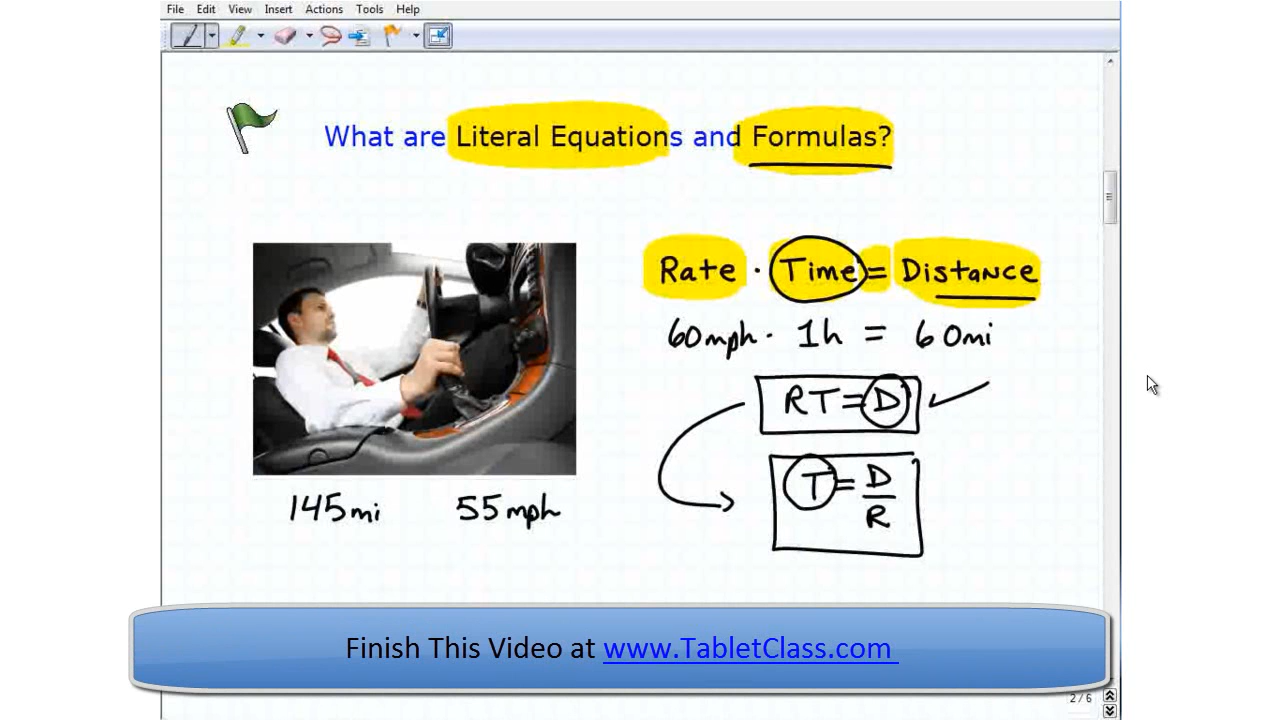 File Edit View Insert Actions Tools Help
What are Literal Equations and Formulas?
Rate · Time = Distance
60mph · 1h = 60mi
RT = D
T = D/R
145mi 55mph
Finish This Video at www.TabletClass.com
2 / 6